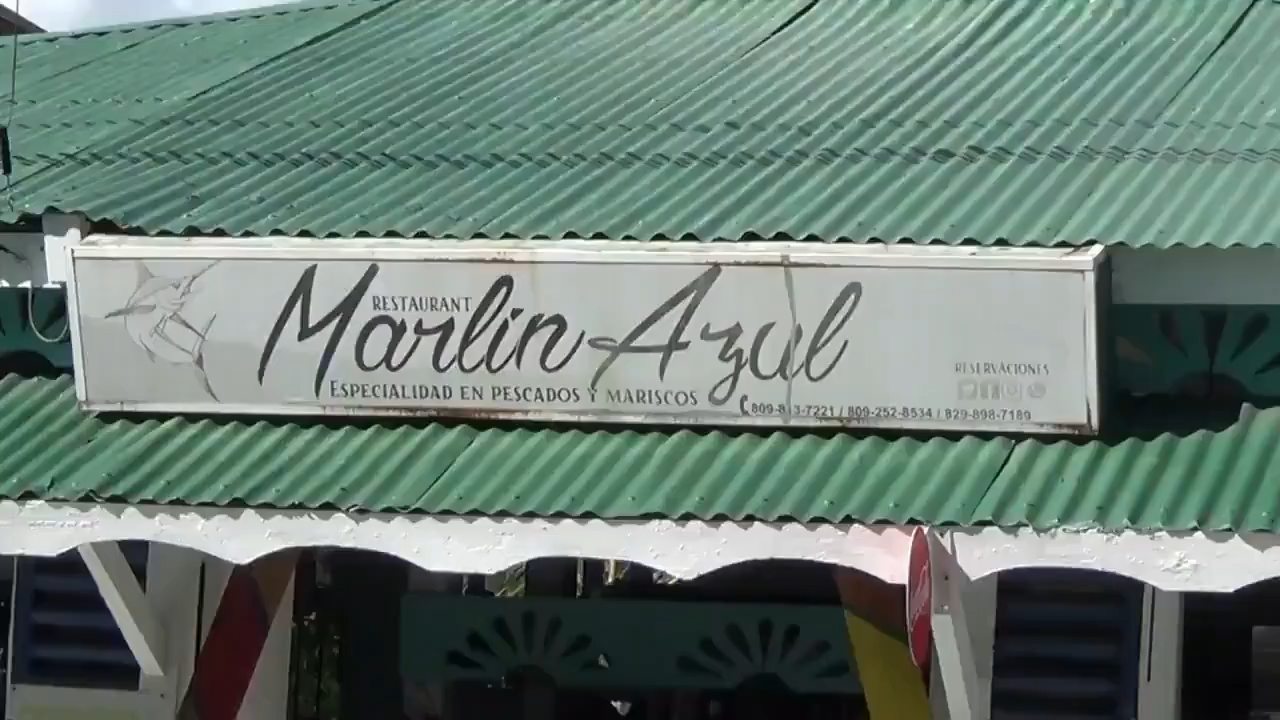 RESTAURANT
Marlin Azul
ESPECIALIDAD EN PESCADOS Y MARISCOS
RESERVACIONES
809-252-8534 / 829-898-7189